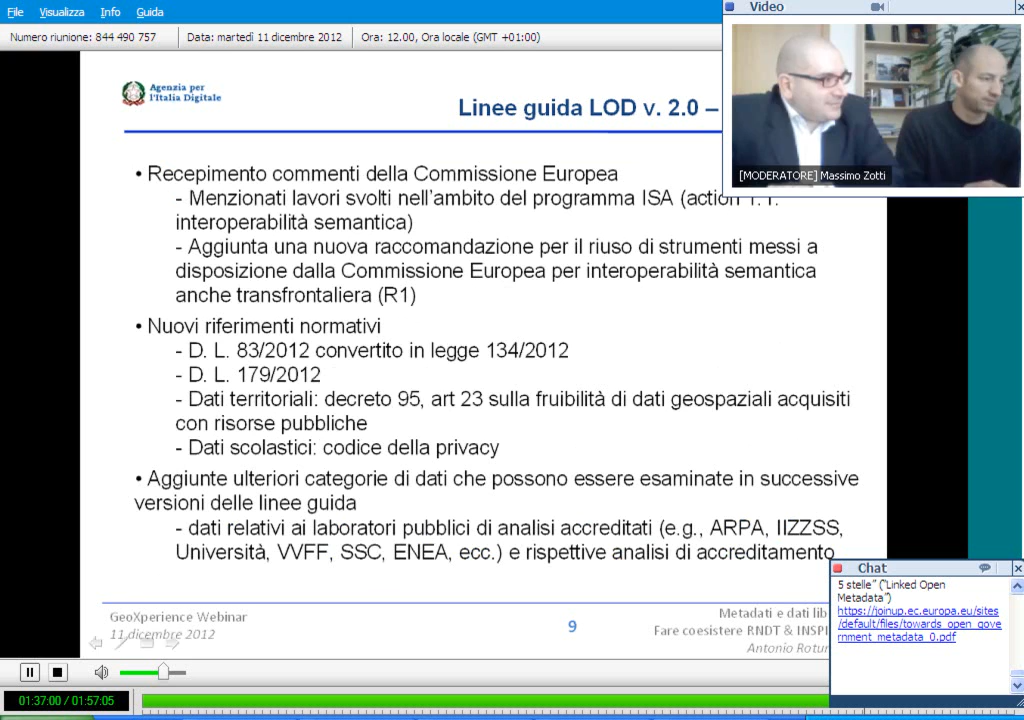 File Visualizza Info Guida
Video
Numero riunione: 844 490 757 Data: martedì 11 dicembre 2012 Ora: 12.00, Ora locale (GMT +01:00)
[MODERATORE] Massimo Zotti
Agenzia per
l'Italia Digitale
Linee guida LOD v. 2.0 –
• Recepimento commenti della Commissione Europea
- Menzionati lavori svolti nell'ambito del programma ISA (action 1.1:
interoperabilità semantica)
- Aggiunta una nuova raccomandazione per il riuso di strumenti messi a
disposizione dalla Commissione Europea per interoperabilità semantica
anche transfrontaliera (R1)
• Nuovi riferimenti normativi
- D. L. 83/2012 convertito in legge 134/2012
- D. L. 179/2012
- Dati territoriali: decreto 95, art 23 sulla fruibilità di dati geospaziali acquisiti
con risorse pubbliche
- Dati scolastici: codice della privacy
• Aggiunte ulteriori categorie di dati che possono essere esaminate in successive
versioni delle linee guida
- dati relativi ai laboratori pubblici di analisi accreditati (e.g., ARPA, IIZZSS,
Università, VVFF, SSC, ENEA, ecc.) e rispettive analisi di accreditamento
GeoXperience Webinar
11 dicembre 2012
9
Metadati e dati lib
Fare coesistere RNDT & INSPI
Antonio Rotur
Chat
5 stelle" ("Linked Open
Metadata")
https://joinup.ec.europa.eu/sites
/default/files/towards_open_gove
rnment_metadata_0.pdf
01:37:00 / 01:57:05